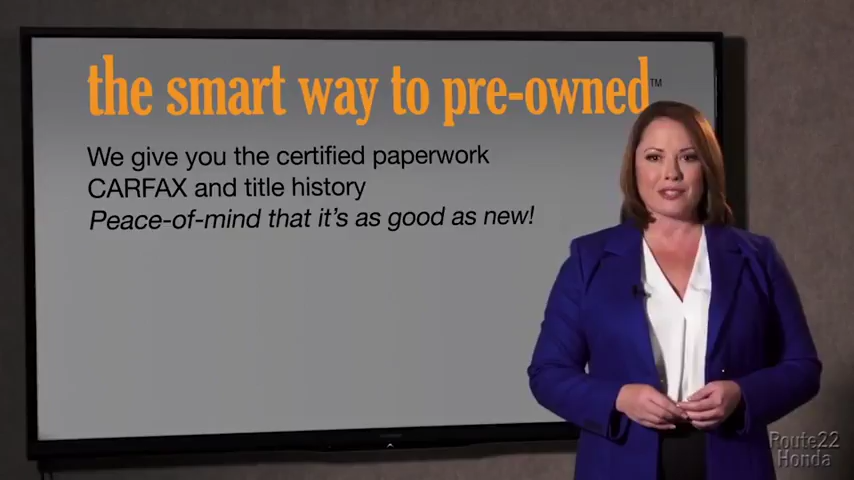 the smart way to pre-owned™
We give you the certified paperwork
CARFAX and title history
Peace-of-mind that it's as good as new!
Route22
Honda